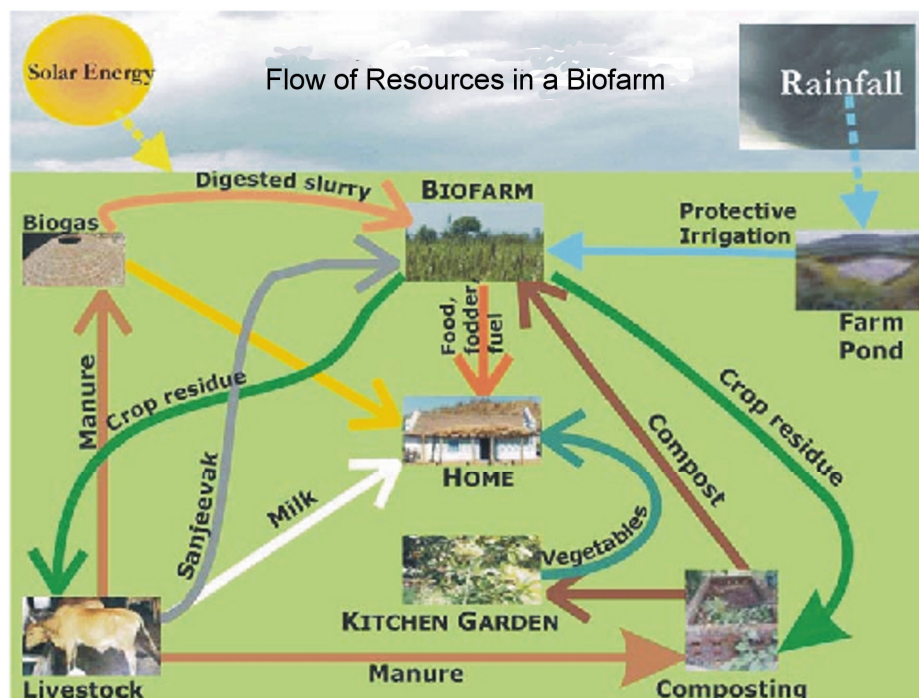 Solar Energy
Flow of Resources in a Biofarm
Rainfall
Digested slurry
BIOFARM
Biogas
Protective
Irrigation
Farm
Pond
Food,
fodder,
fuel
Manure
Crop residue
Crop residue
Compost
HOME
Sanjeevak
Milk
Vegetables
KITCHEN GARDEN
Manure
Livestock
Composting